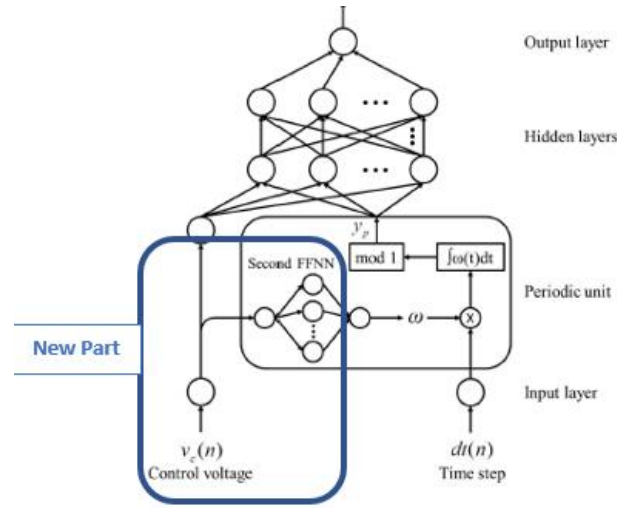 Output layer
Hidden layers
y_p
Second FFNN
mod 1
∫ω(t)dt
Periodic unit
ω
X
New Part
Input layer
v_c(n)
dt(n)
Control voltage
Time step